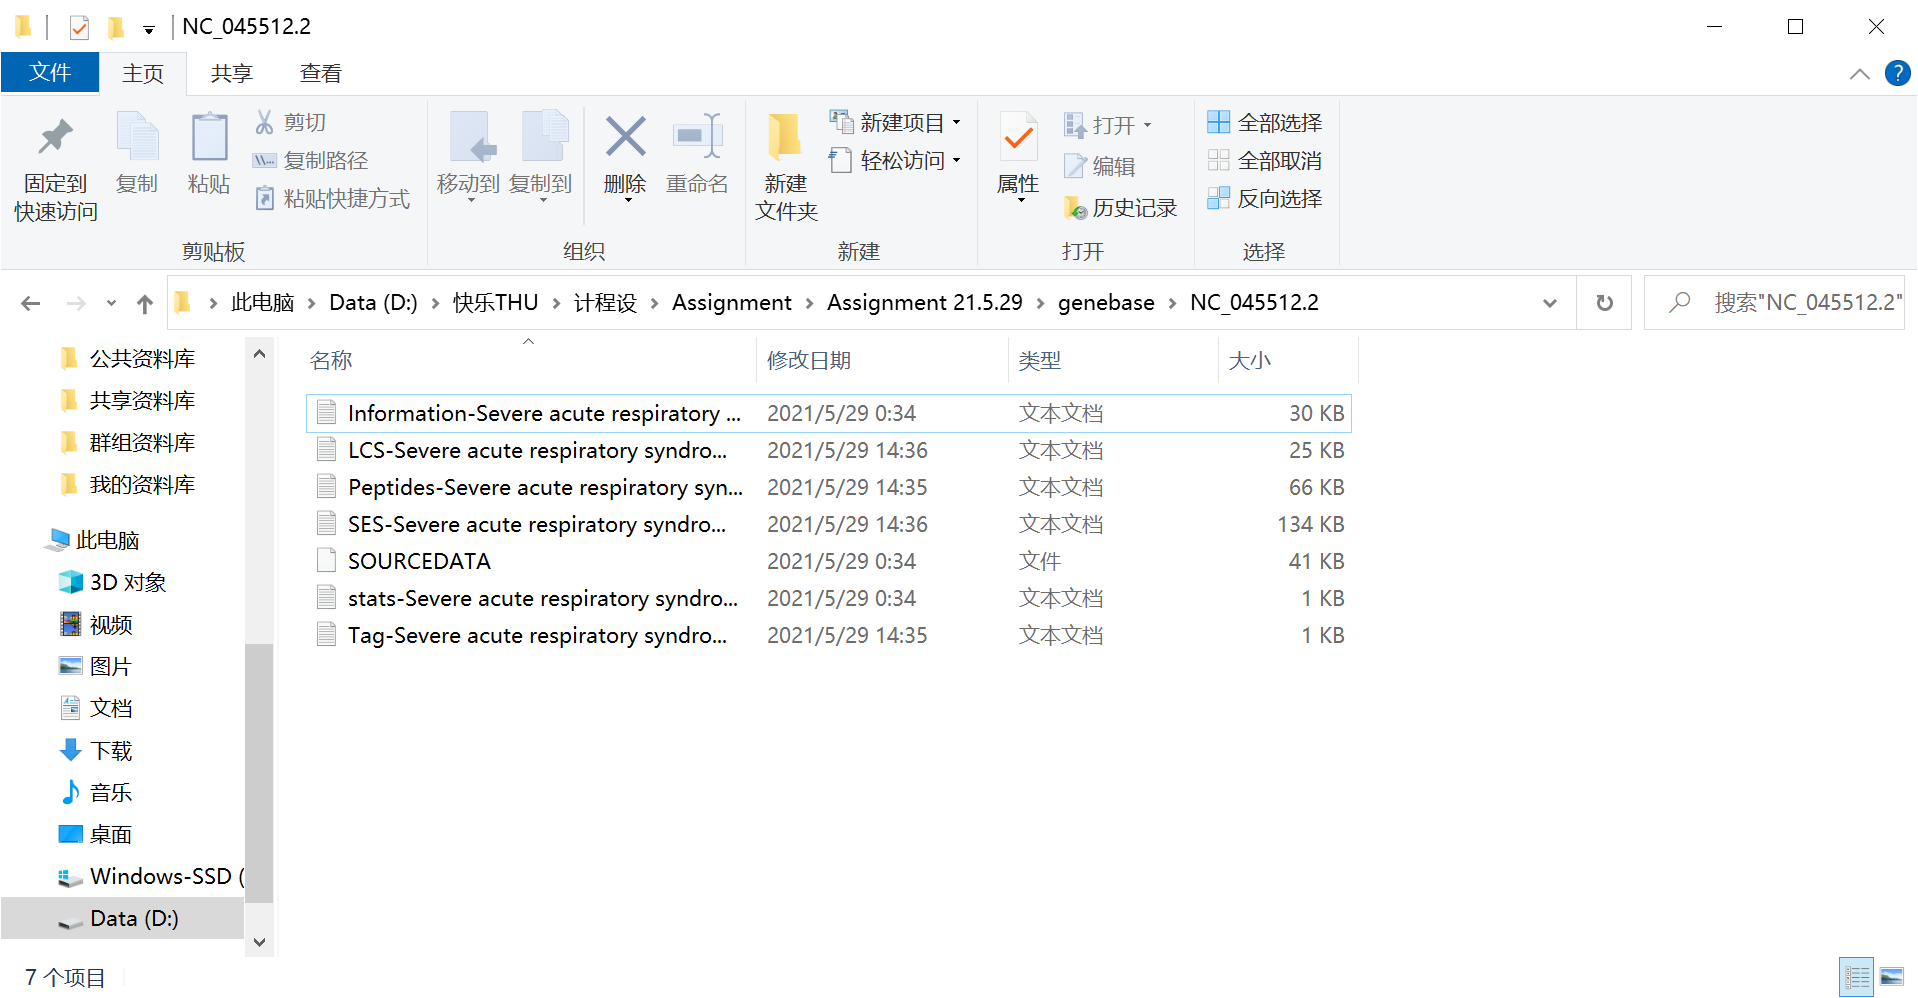 NC_045512.2
文件 主页 共享 查看
固定到
快速访问
复制
粘贴
剪切
复制路径
粘贴快捷方式
剪贴板
移动到 复制到 删除 重命名
组织
新建
文件夹
新建项目
轻松访问
新建
属性
打开
编辑
历史记录
打开
全部选择
全部取消
反向选择
选择
此电脑 > Data (D:) > 快乐THU > 计程设 > Assignment > Assignment 21.5.29 > genebase > NC_045512.2
搜索"NC_045512.2"
公共资料库
共享资料库
群组资料库
我的资料库
此电脑
3D 对象
视频
图片
文档
下载
音乐
桌面
Windows-SSD (
Data (D:)
名称 修改日期 类型 大小
Information-Severe acute respiratory ... 2021/5/29 0:34 文本文档 30 KB
LCS-Severe acute respiratory syndro... 2021/5/29 14:36 文本文档 25 KB
Peptides-Severe acute respiratory syn... 2021/5/29 14:35 文本文档 66 KB
SES-Severe acute respiratory syndro... 2021/5/29 14:36 文本文档 134 KB
SOURCEDATA 2021/5/29 0:34 文件 41 KB
stats-Severe acute respiratory syndro... 2021/5/29 0:34 文本文档 1 KB
Tag-Severe acute respiratory syndro... 2021/5/29 14:35 文本文档 1 KB
7 个项目